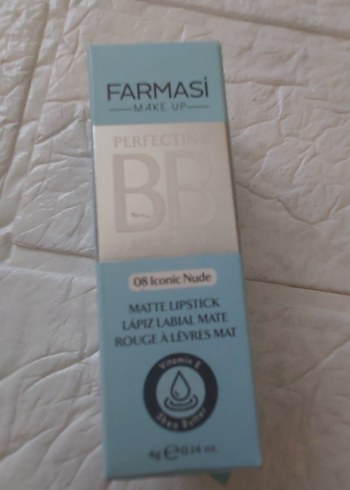 FARMASİ
MAKE UP
PERFECTING
BB
08 Iconic Nude
MATTE LIPSTICK
LÁPIZ LABIAL MATE
ROUGE À LÈVRES MAT
Vitamin E
Shea Butter
4g ℮ 0.14 oz.